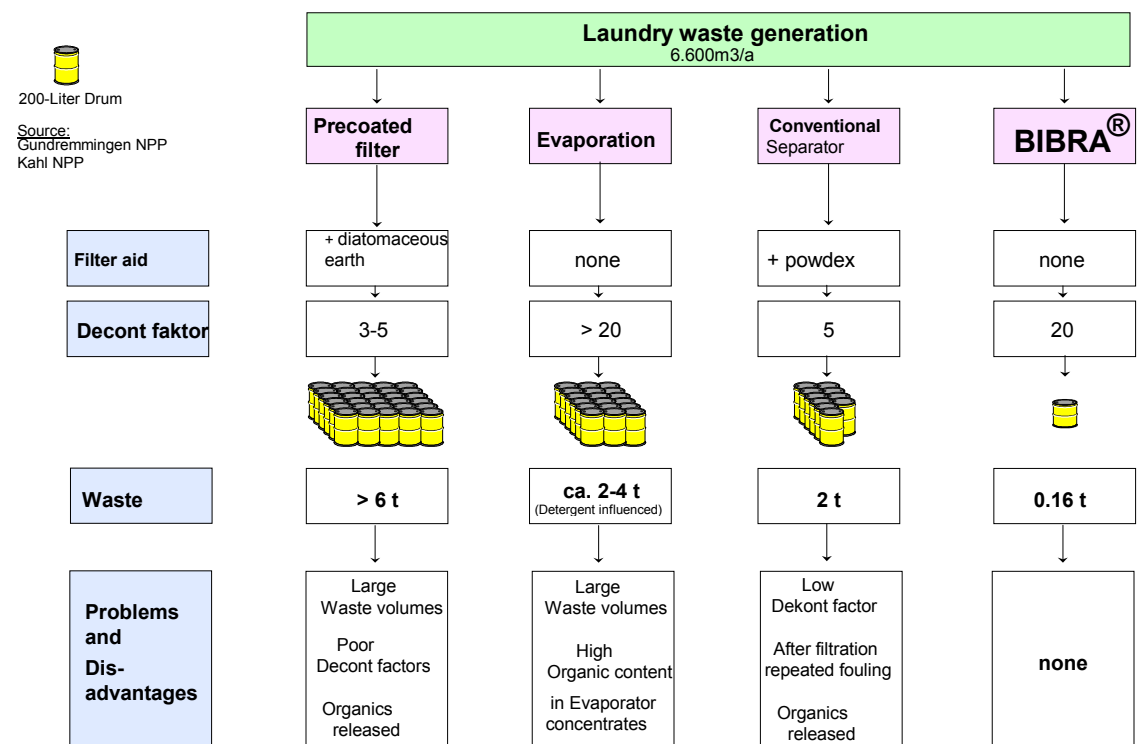 Laundry waste generation
6.600m3/a
200-Liter Drum
Source:
Gundremmingen NPP
Kahl NPP
Precoated
filter
Evaporation
Conventional
Separator
BIBRA®
Filter aid
+ diatomaceous
earth
none
+ powdex
none
Decont faktor
3-5
> 20
5
20
Waste
> 6 t
ca. 2-4 t
(Detergent influenced)
2 t
0.16 t
Problems
and
Dis-
advantages
Large
Waste volumes
Poor
Decont factors
Organics
released
Large
Waste volumes
High
Organic content
in Evaporator
concentrates
Low
Dekont factor
After filtration
repeated fouling
Organics
released
none